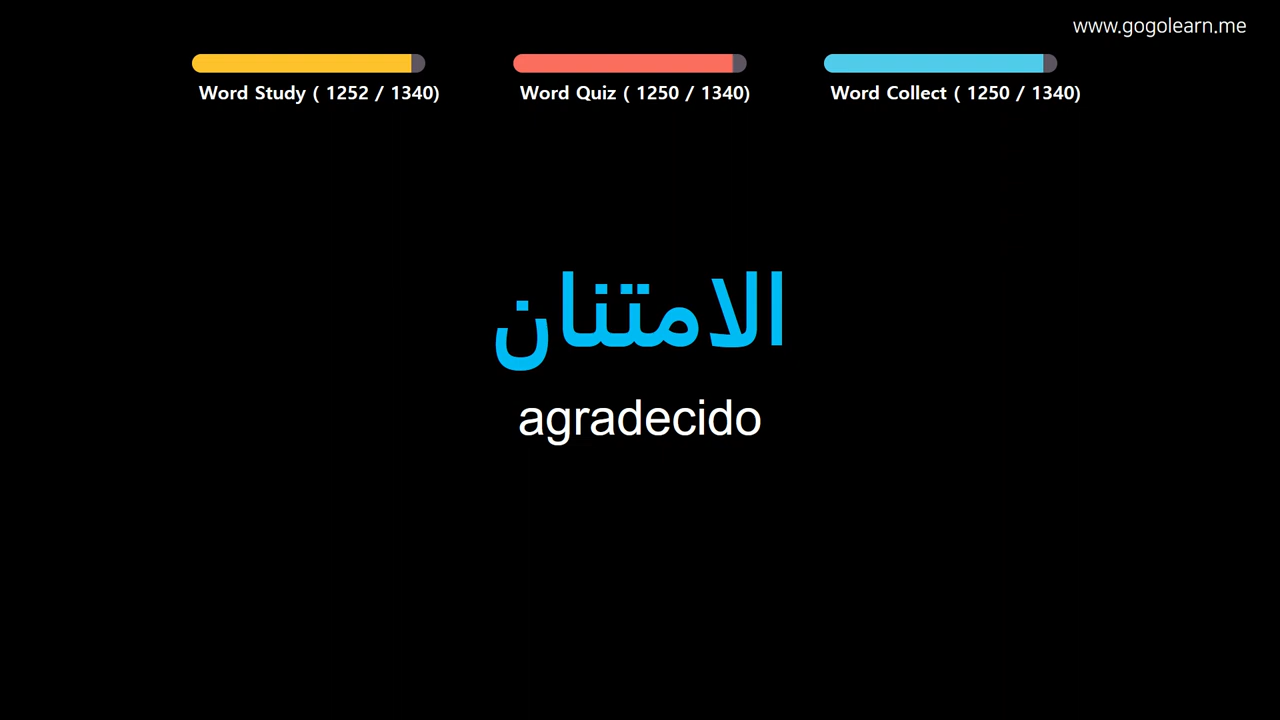 www.gogolearn.me
Word Study ( 1252 / 1340)
Word Quiz ( 1250 / 1340)
Word Collect ( 1250 / 1340)
الامتنان
agradecido